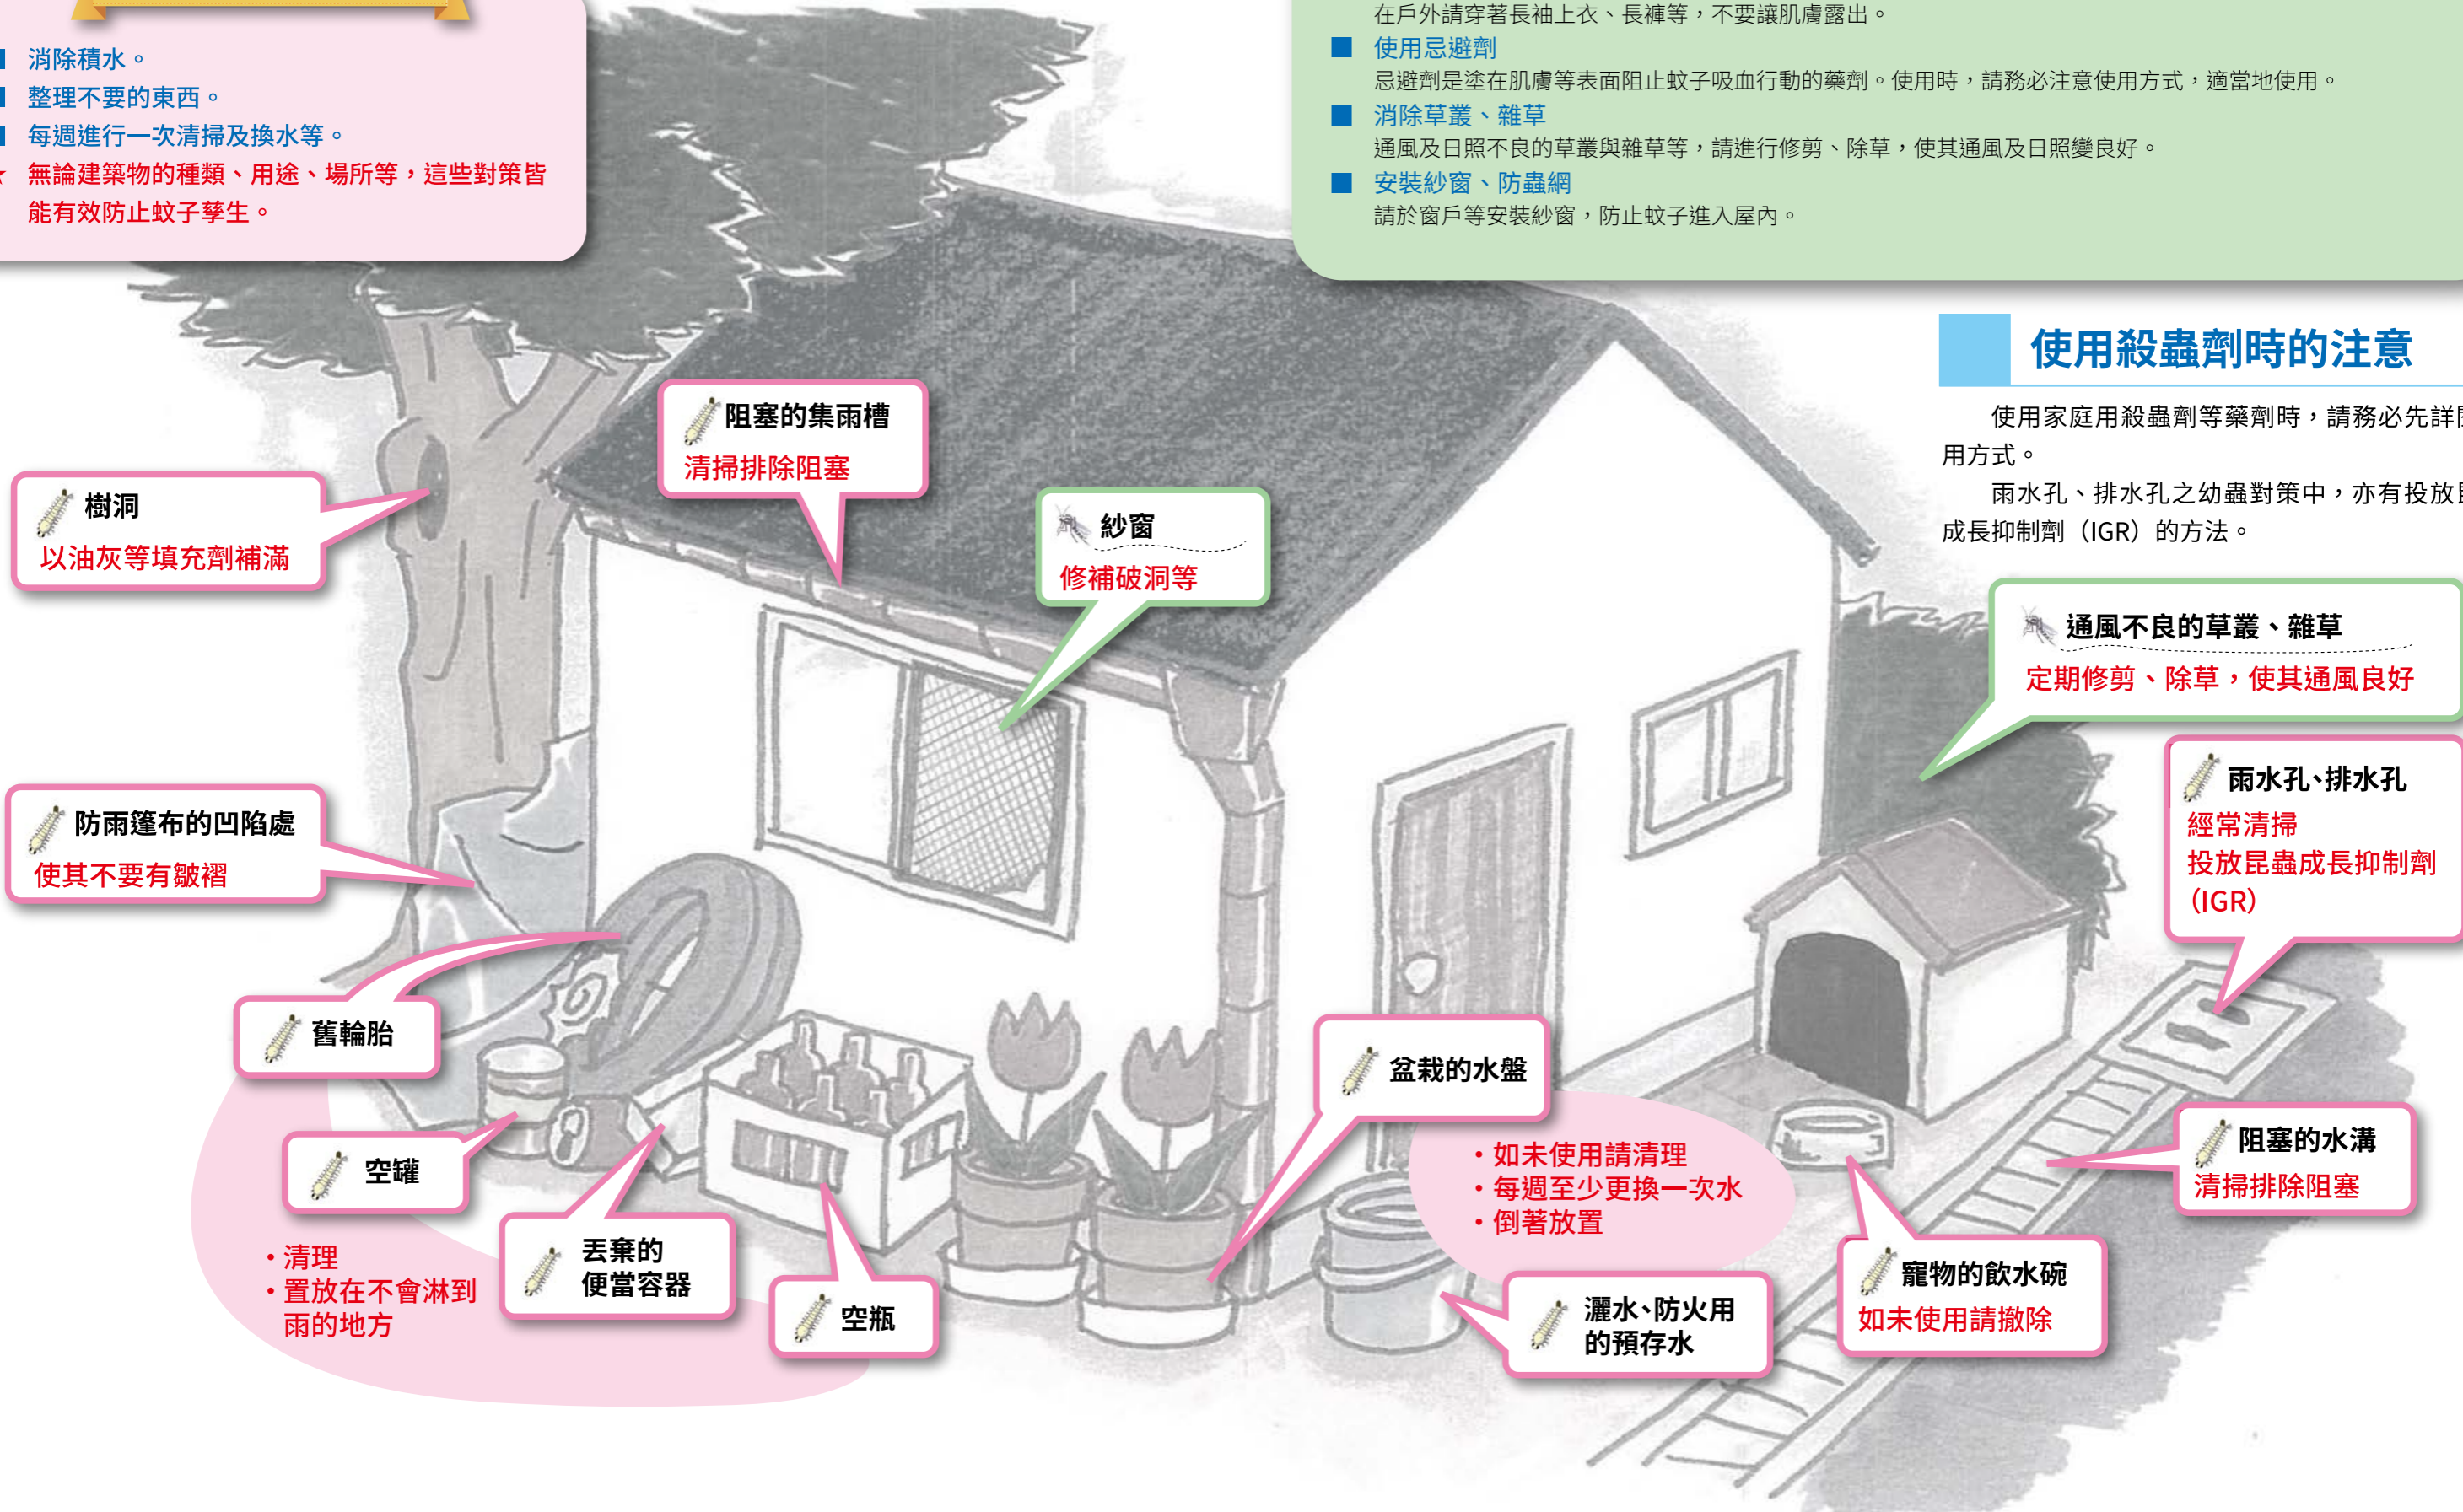 消除積水。
整理不要的東西。
每週進行一次清掃及換水等。
無論建築物的種類、用途、場所等，這些對策皆
能有效防止蚊子孳生。
在戶外請穿著長袖上衣、長褲等，不要讓肌膚露出。
■ 使用忌避劑
忌避劑是塗在肌膚等表面阻止蚊子吸血行動的藥劑。使用時，請務必注意使用方式，適當地使用。
■ 消除草叢、雜草
通風及日照不良的草叢與雜草等，請進行修剪、除草，使其通風及日照變良好。
■ 安裝紗窗、防蟲網
請於窗戶等安裝紗窗，防止蚊子進入屋內。
使用殺蟲劑時的注意
使用家庭用殺蟲劑等藥劑時，請務必先詳
用方式。
雨水孔、排水孔之幼蟲對策中，亦有投放
成長抑制劑（IGR）的方法。
阻塞的集雨槽
清掃排除阻塞
樹洞
以油灰等填充劑補滿
紗窗
修補破洞等
通風不良的草叢、雜草
定期修剪、除草，使其通風良好
雨水孔、排水孔
經常清掃
投放昆蟲成長抑制劑
（IGR）
防雨篷布的凹陷處
使其不要有皺褶
舊輪胎
盆栽的水盤
空罐
・如未使用請清理
・每週至少更換一次水
・倒著放置
阻塞的水溝
清掃排除阻塞
・清理
・置放在不會淋到
雨的地方
丟棄的
便當容器
空瓶
灑水、防火用
的預存水
寵物的飲水碗
如未使用請撤除